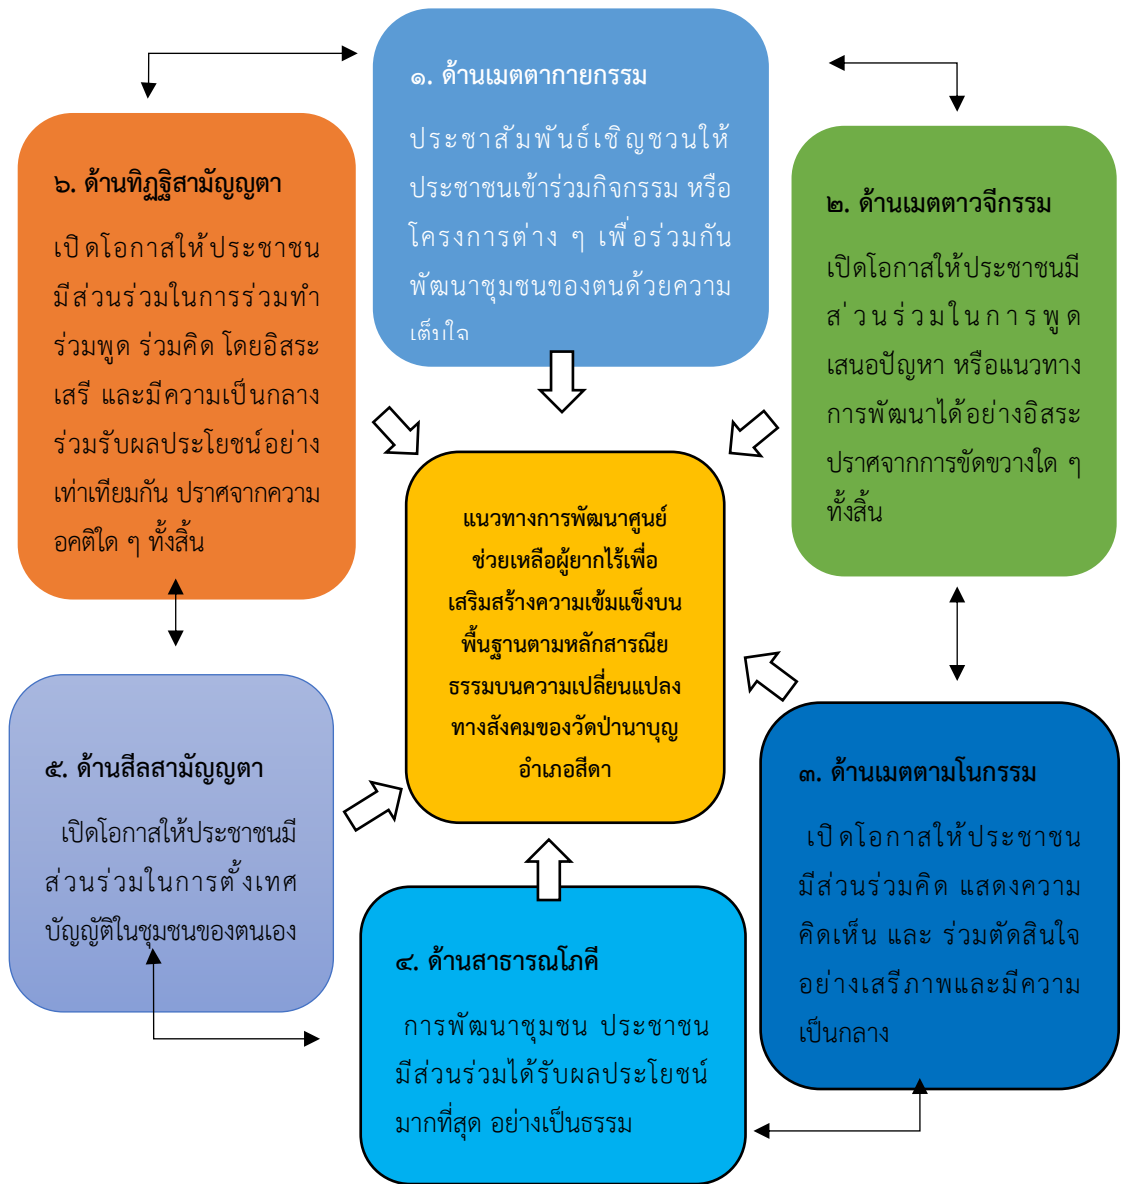 ๑. ด้านเมตตากายกรรม
ประชาสัมพันธ์เชิญชวนให้
ประชาชนเข้าร่วมกิจกรรม หรือ
โครงการต่าง ๆ เพื่อร่วมกัน
พัฒนาชุมชนของตนด้วยความ
เต็มใจ
๒. ด้านเมตตาวจีกรรม
เปิดโอกาสให้ประชาชนมี
ส่วนร่วมในการพูด
เสนอปัญหา หรือแนวทาง
การพัฒนาได้อย่างอิสระ
ปราศจากการขัดขวางใด ๆ
ทั้งสิ้น
๓. ด้านเมตตามโนกรรม
เปิดโอกาสให้ประชาชน
มีส่วนร่วมคิด แสดงความ
คิดเห็น และ ร่วมตัดสินใจ
อย่างเสรีภาพและมีความ
เป็นกลาง
๔. ด้านสาธารณโภคี
การพัฒนาชุมชน ประชาชน
มีส่วนร่วมได้รับผลประโยชน์
มากที่สุด อย่างเป็นธรรม
๕. ด้านสีลสามัญญตา
เปิดโอกาสให้ประชาชนมี
ส่วนร่วมในการตั้งเทศ
บัญญัติในชุมชนของตนเอง
๖. ด้านทิฏฐิสามัญญตา
เปิดโอกาสให้ประชาชน
มีส่วนร่วมในการร่วมทำ
ร่วมพูด ร่วมคิด โดยอิสระ
เสรี และมีความเป็นกลาง
ร่วมรับผลประโยชน์อย่าง
เท่าเทียมกัน ปราศจากความ
อคติใด ๆ ทั้งสิ้น
แนวทางการพัฒนาศูนย์
ช่วยเหลือผู้ยากไร้เพื่อ
เสริมสร้างความเข้มแข็งบน
พื้นฐานตามหลักสารณีย
ธรรมบนความเปลี่ยนแปลง
ทางสังคมของวัดป่านาบุญ
อำเภอสีดา